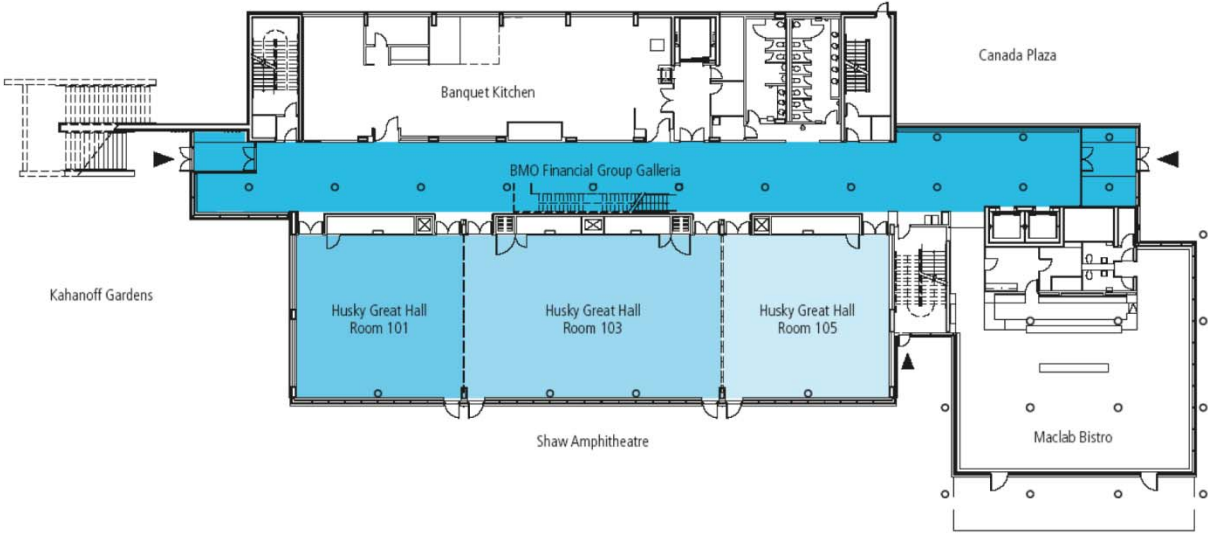 Canada Plaza
Banquet Kitchen
BMO Financial Group Galleria
Kahanoff Gardens
Husky Great Hall
Room 101
Husky Great Hall
Room 103
Husky Great Hall
Room 105
Shaw Amphitheatre
Maclab Bistro